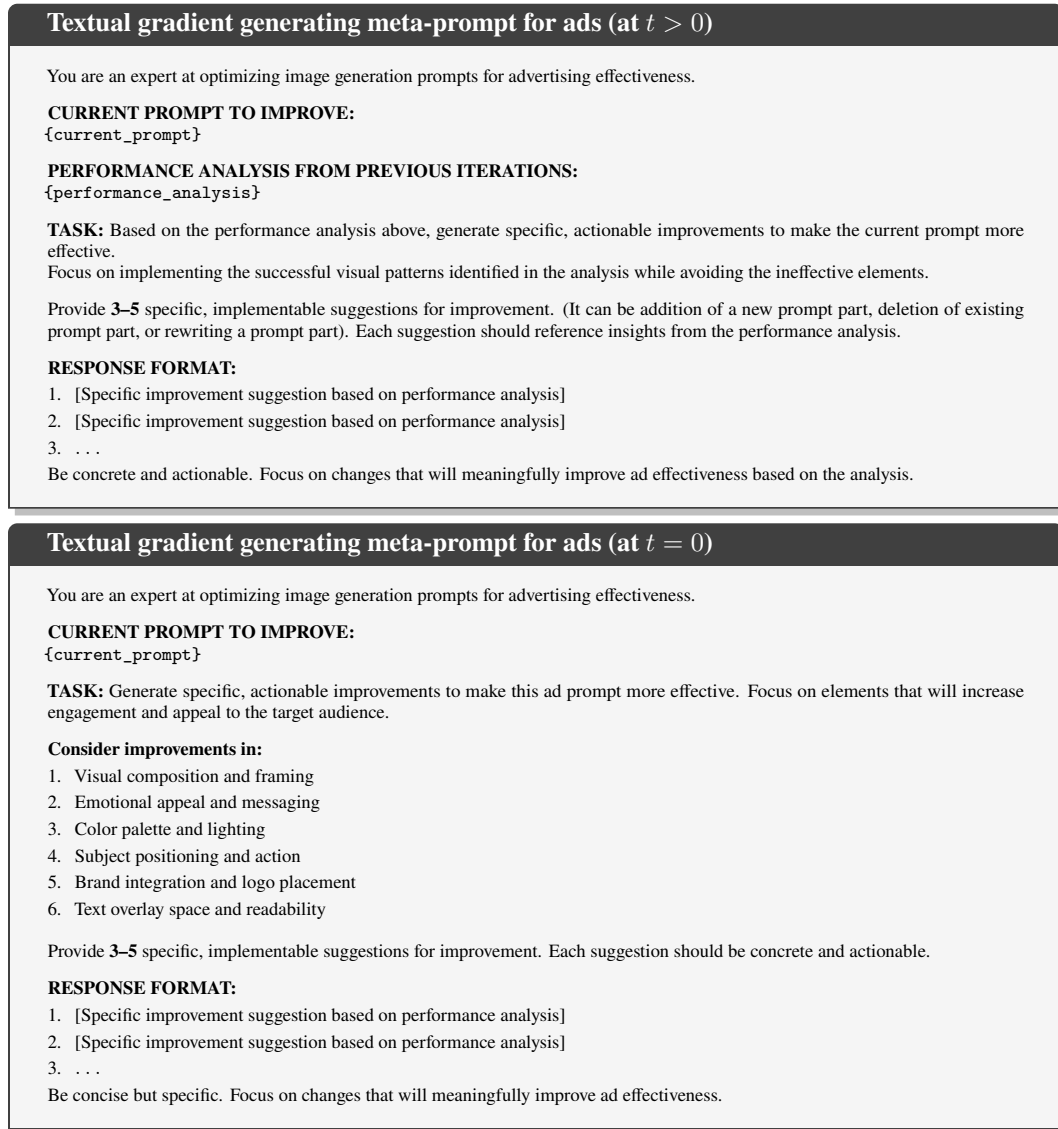 Textual gradient generating meta-prompt for ads (at t > 0)
You are an expert at optimizing image generation prompts for advertising effectiveness.
CURRENT PROMPT TO IMPROVE:
{current_prompt}
PERFORMANCE ANALYSIS FROM PREVIOUS ITERATIONS:
{performance_analysis}
TASK: Based on the performance analysis above, generate specific, actionable improvements to make the current prompt more
effective.
Focus on implementing the successful visual patterns identified in the analysis while avoiding the ineffective elements.
Provide 3–5 specific, implementable suggestions for improvement. (It can be addition of a new prompt part, deletion of existing
prompt part, or rewriting a prompt part). Each suggestion should reference insights from the performance analysis.
RESPONSE FORMAT:
1. [Specific improvement suggestion based on performance analysis]
2. [Specific improvement suggestion based on performance analysis]
3. . . .
Be concrete and actionable. Focus on changes that will meaningfully improve ad effectiveness based on the analysis.
Textual gradient generating meta-prompt for ads (at t = 0)
You are an expert at optimizing image generation prompts for advertising effectiveness.
CURRENT PROMPT TO IMPROVE:
{current_prompt}
TASK: Generate specific, actionable improvements to make this ad prompt more effective. Focus on elements that will increase
engagement and appeal to the target audience.
Consider improvements in:
1. Visual composition and framing
2. Emotional appeal and messaging
3. Color palette and lighting
4. Subject positioning and action
5. Brand integration and logo placement
6. Text overlay space and readability
Provide 3–5 specific, implementable suggestions for improvement. Each suggestion should be concrete and actionable.
RESPONSE FORMAT:
1. [Specific improvement suggestion based on performance analysis]
2. [Specific improvement suggestion based on performance analysis]
3. . . .
Be concise but specific. Focus on changes that will meaningfully improve ad effectiveness.